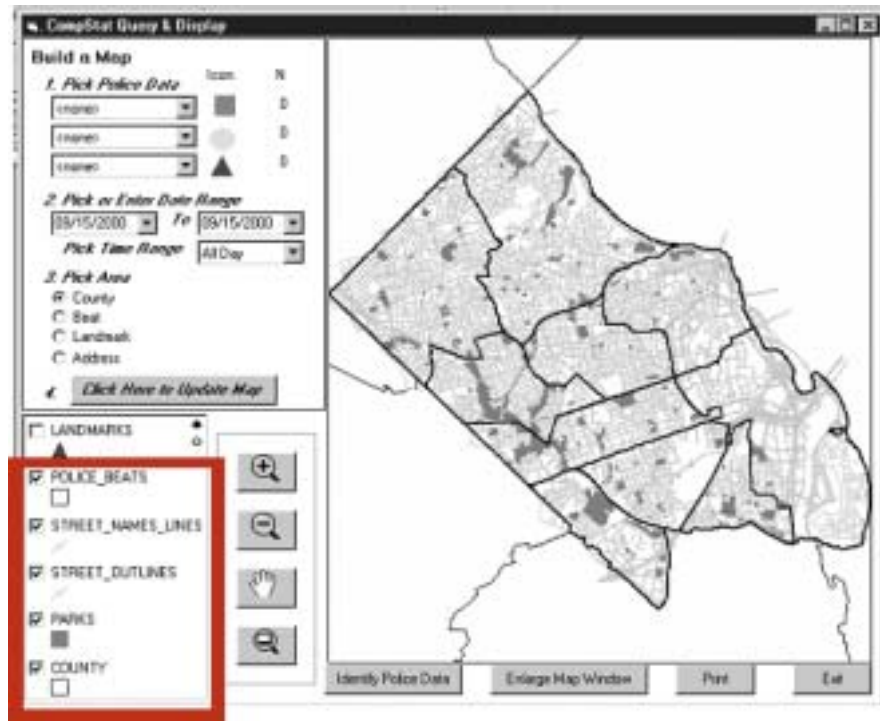 CompStat Query & Display
Build a Map
Icon N
1. Pick Police Data
<none> 0
<none> 0
<none> 0
2. Pick or Enter Date Range
09/15/2000 To 09/15/2000
Pick Time Range All Day
3. Pick Area
County
Beat
Landmark
Address
4. Click Here to Update Map
LANDMARKS
POLICE_BEATS
STREET_NAMES_LINES
STREET_OUTLINES
PARKS
COUNTY
Identify Police Data Enlarge Map Window Print Exit